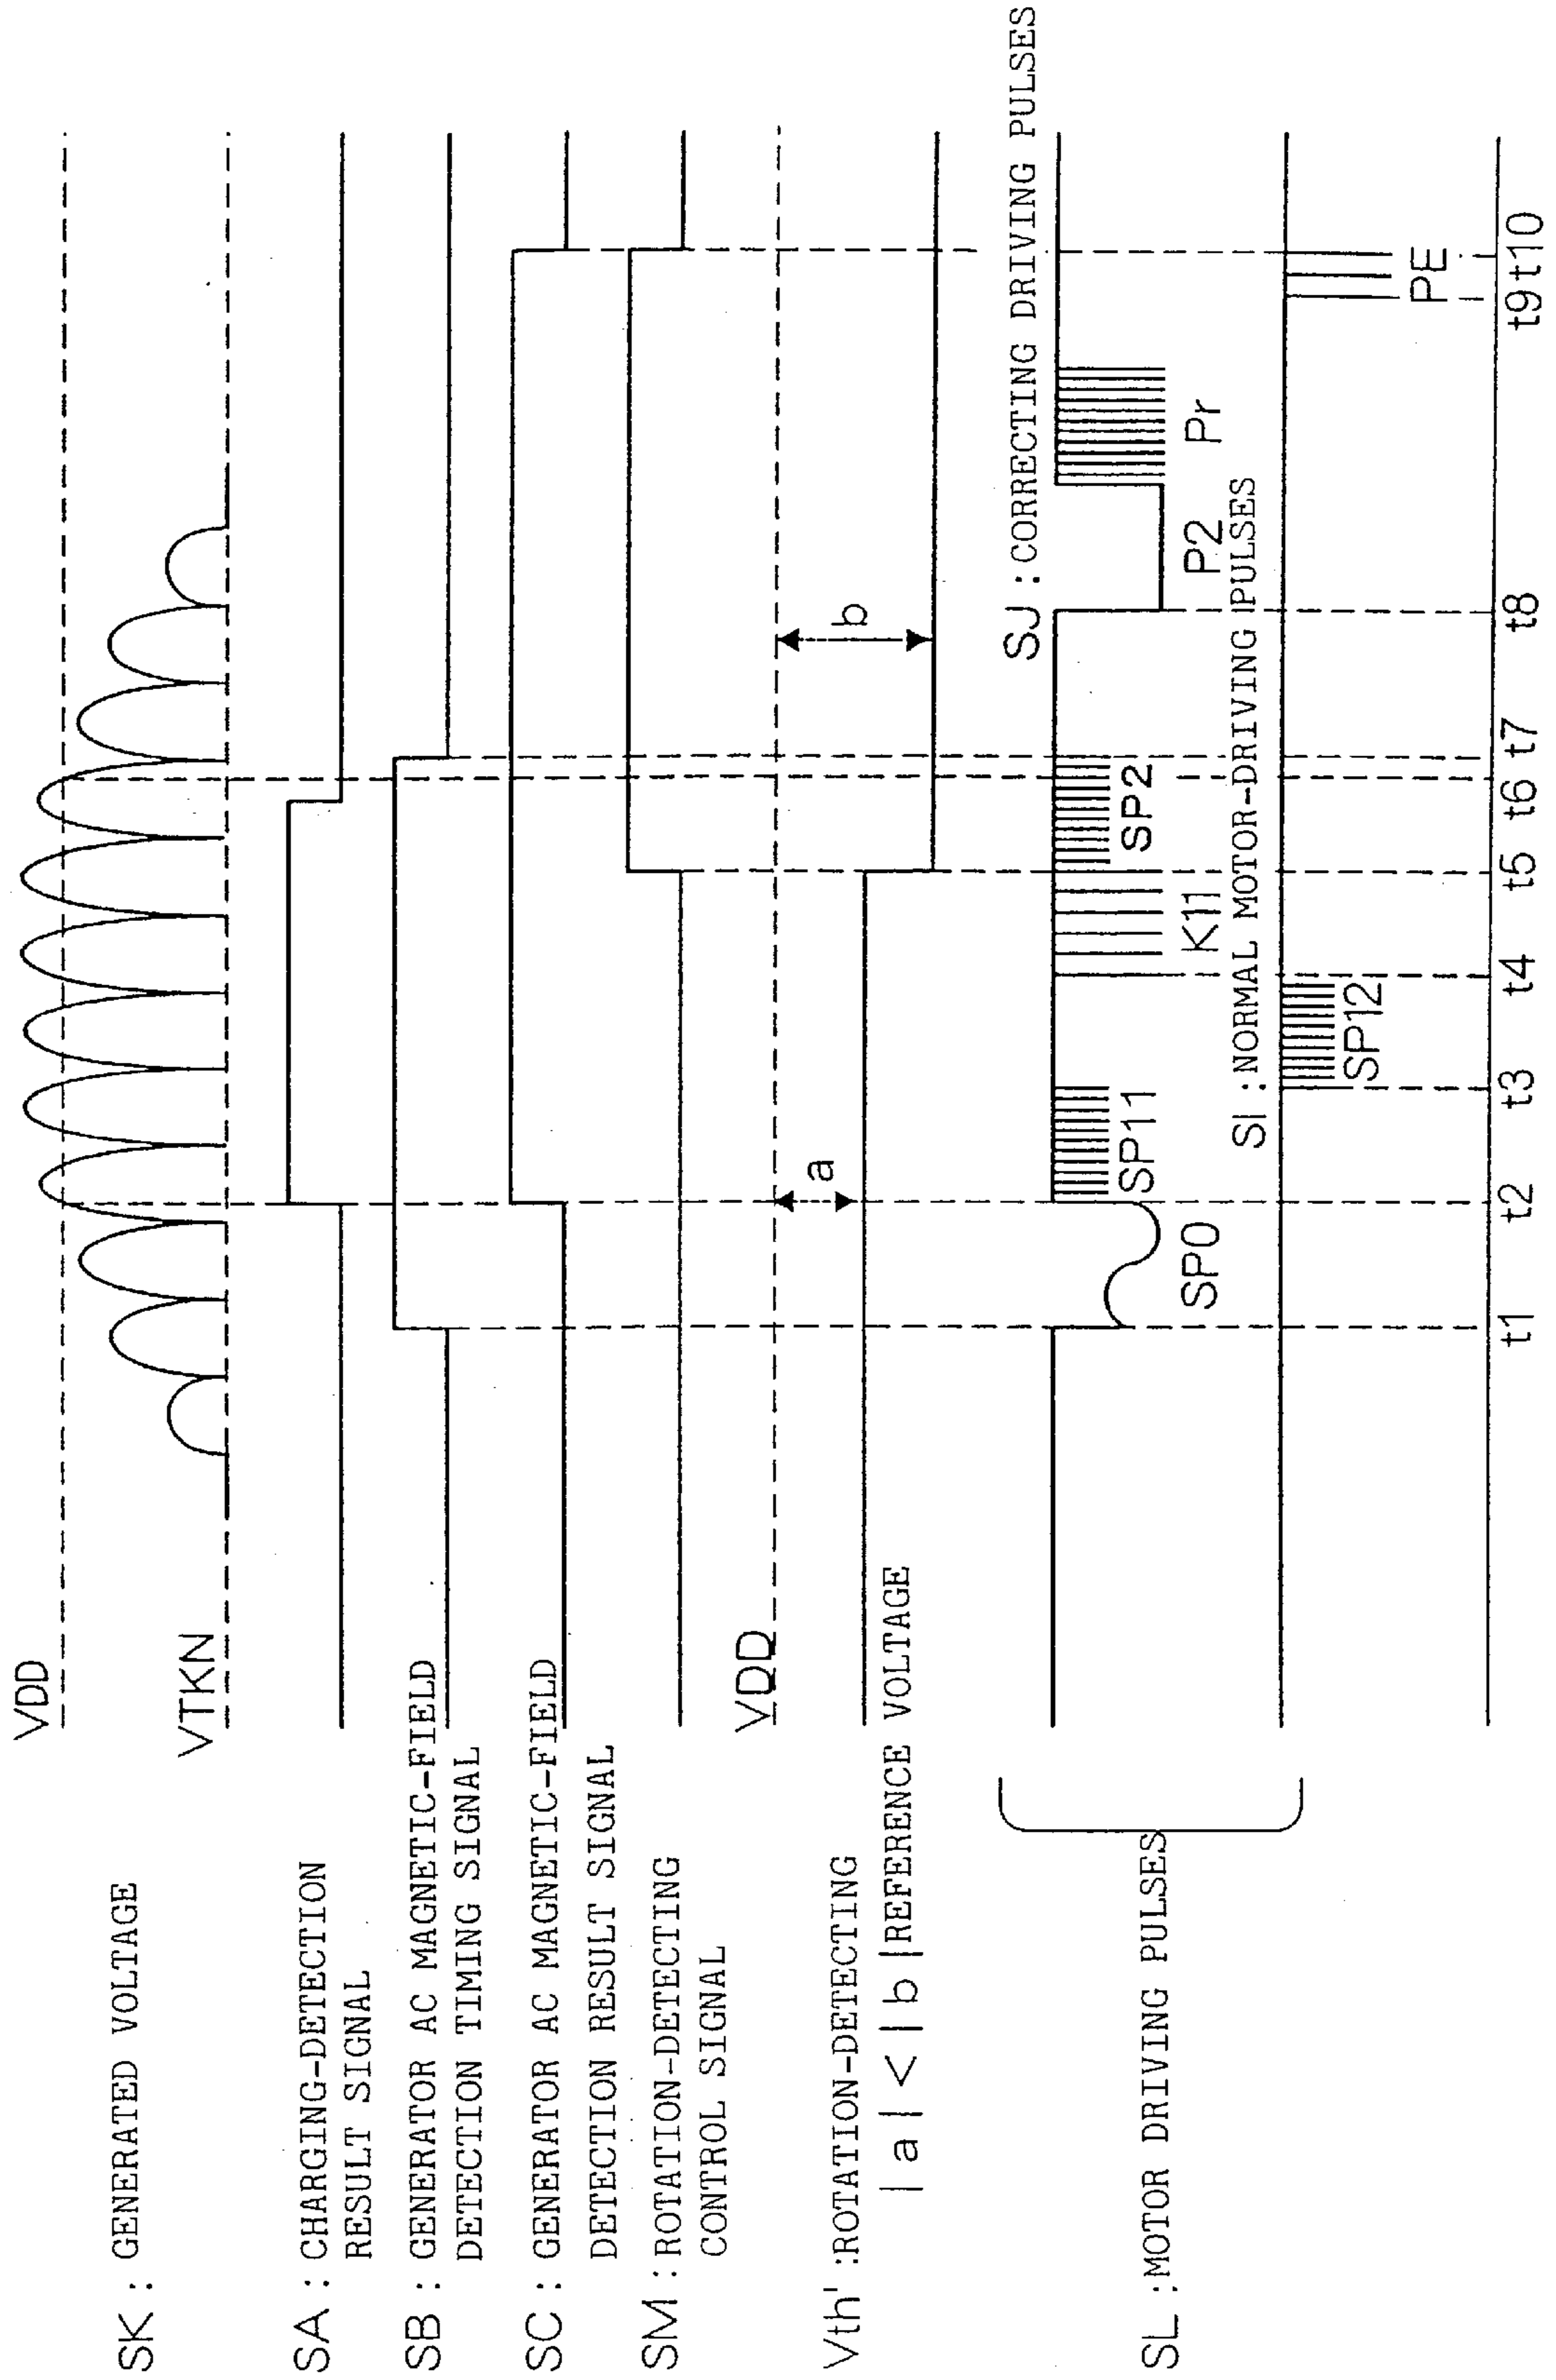 VDD
SK : GENERATED VOLTAGE
VTKN
SA : CHARGING-DETECTION
RESULT SIGNAL
SB : GENERATOR AC MAGNETIC-FIELD
DETECTION TIMING SIGNAL
SC : GENERATOR AC MAGNETIC-FIELD
DETECTION RESULT SIGNAL
SM : ROTATION-DETECTING
CONTROL SIGNAL
VDD
a
b
Vth' :ROTATION-DETECTING
|a|<|b|REFERENCE VOLTAGE
SJ : CORRECTING DRIVING PULSES
SP0
SP11
K11
SP2
P2
Pr
SL :MOTOR DRIVING PULSES
SI :NORMAL MOTOR-DRIVING PULSES
SP12
PE
t1 t2 t3 t4 t5 t6 t7 t8 t9 t10